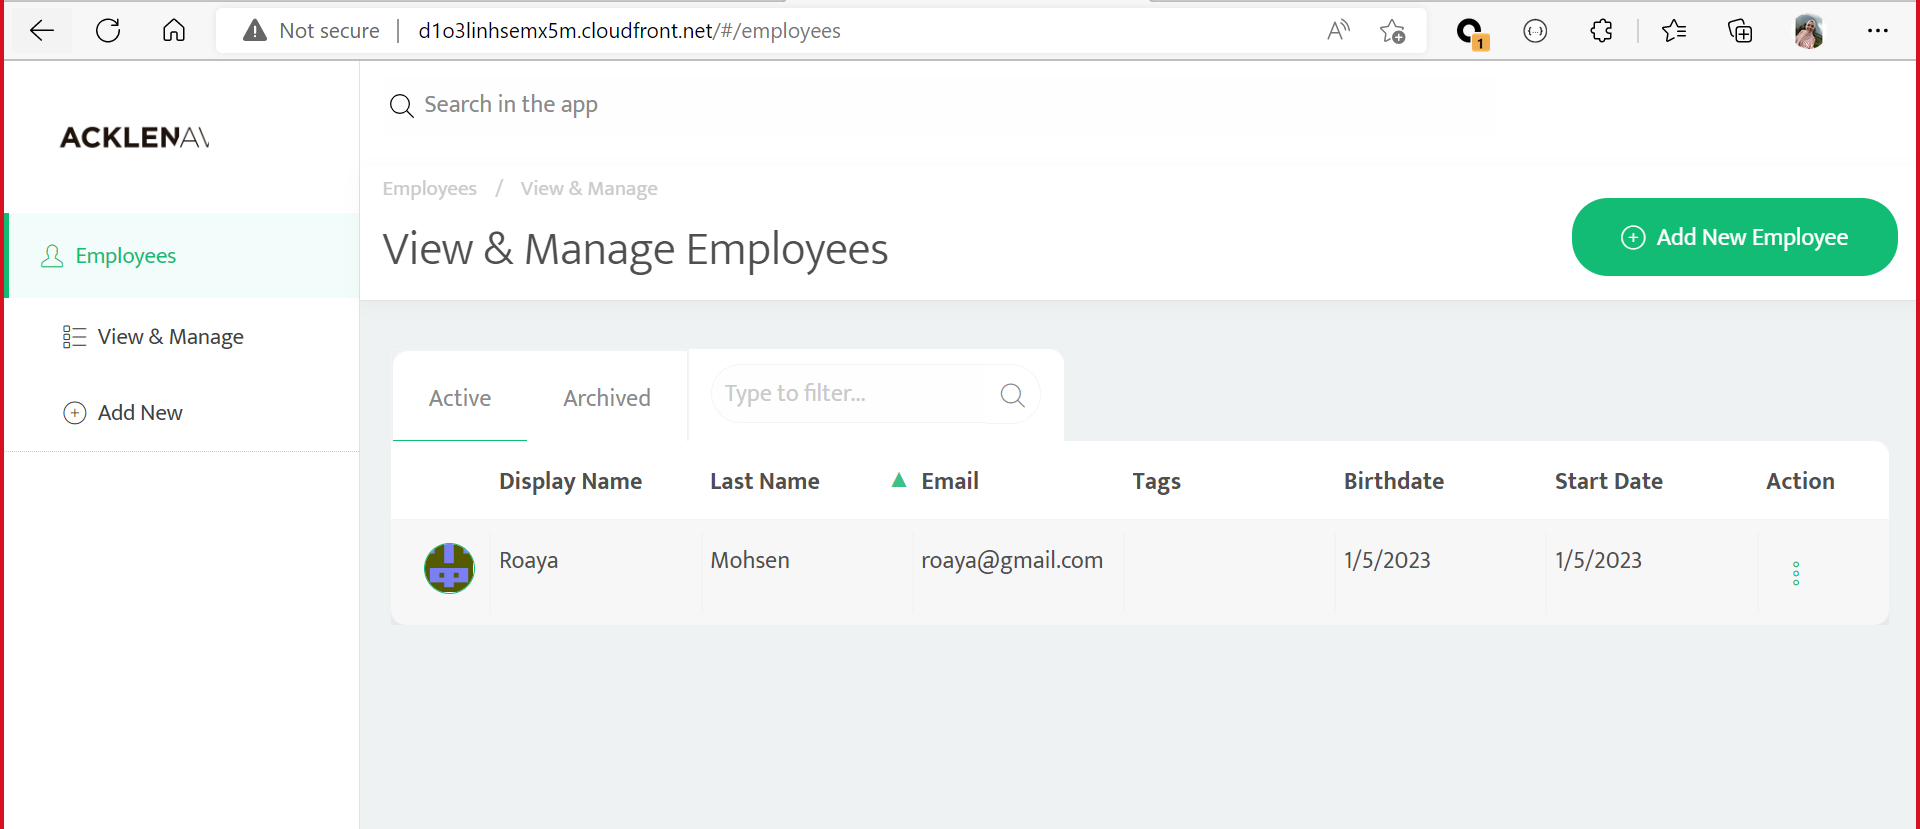 Not secure | d1o3linhsemx5m.cloudfront.net/#/employees
1
Search in the app
ACKLENAV
Employees / View & Manage
View & Manage Employees
Add New Employee
Employees
View & Manage
Add New
Active Archived Type to filter...
Display Name Last Name Email Tags Birthdate Start Date Action
Roaya Mohsen roaya@gmail.com 1/5/2023 1/5/2023